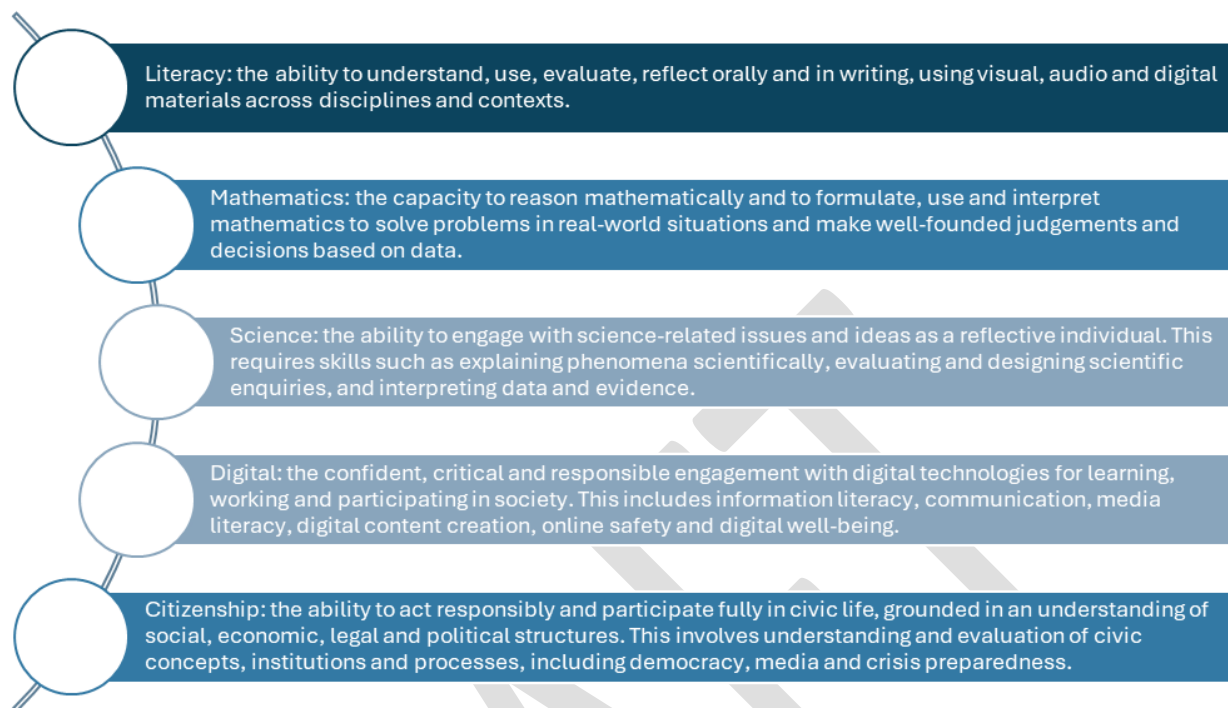 Literacy: the ability to understand, use, evaluate, reflect orally and in writing, using visual, audio and digital
materials across disciplines and contexts.
Mathematics: the capacity to reason mathematically and to formulate, use and interpret
mathematics to solve problems in real-world situations and make well-founded judgements and
decisions based on data.
Science: the ability to engage with science-related issues and ideas as a reflective individual. This
requires skills such as explaining phenomena scientifically, evaluating and designing scientific
enquiries, and interpreting data and evidence.
Digital: the confident, critical and responsible engagement with digital technologies for learning,
working and participating in society. This includes information literacy, communication, media
literacy, digital content creation, online safety and digital well-being.
Citizenship: the ability to act responsibly and participate fully in civic life, grounded in an understanding of
social, economic, legal and political structures. This involves understanding and evaluation of civic
concepts, institutions and processes, including democracy, media and crisis preparedness.